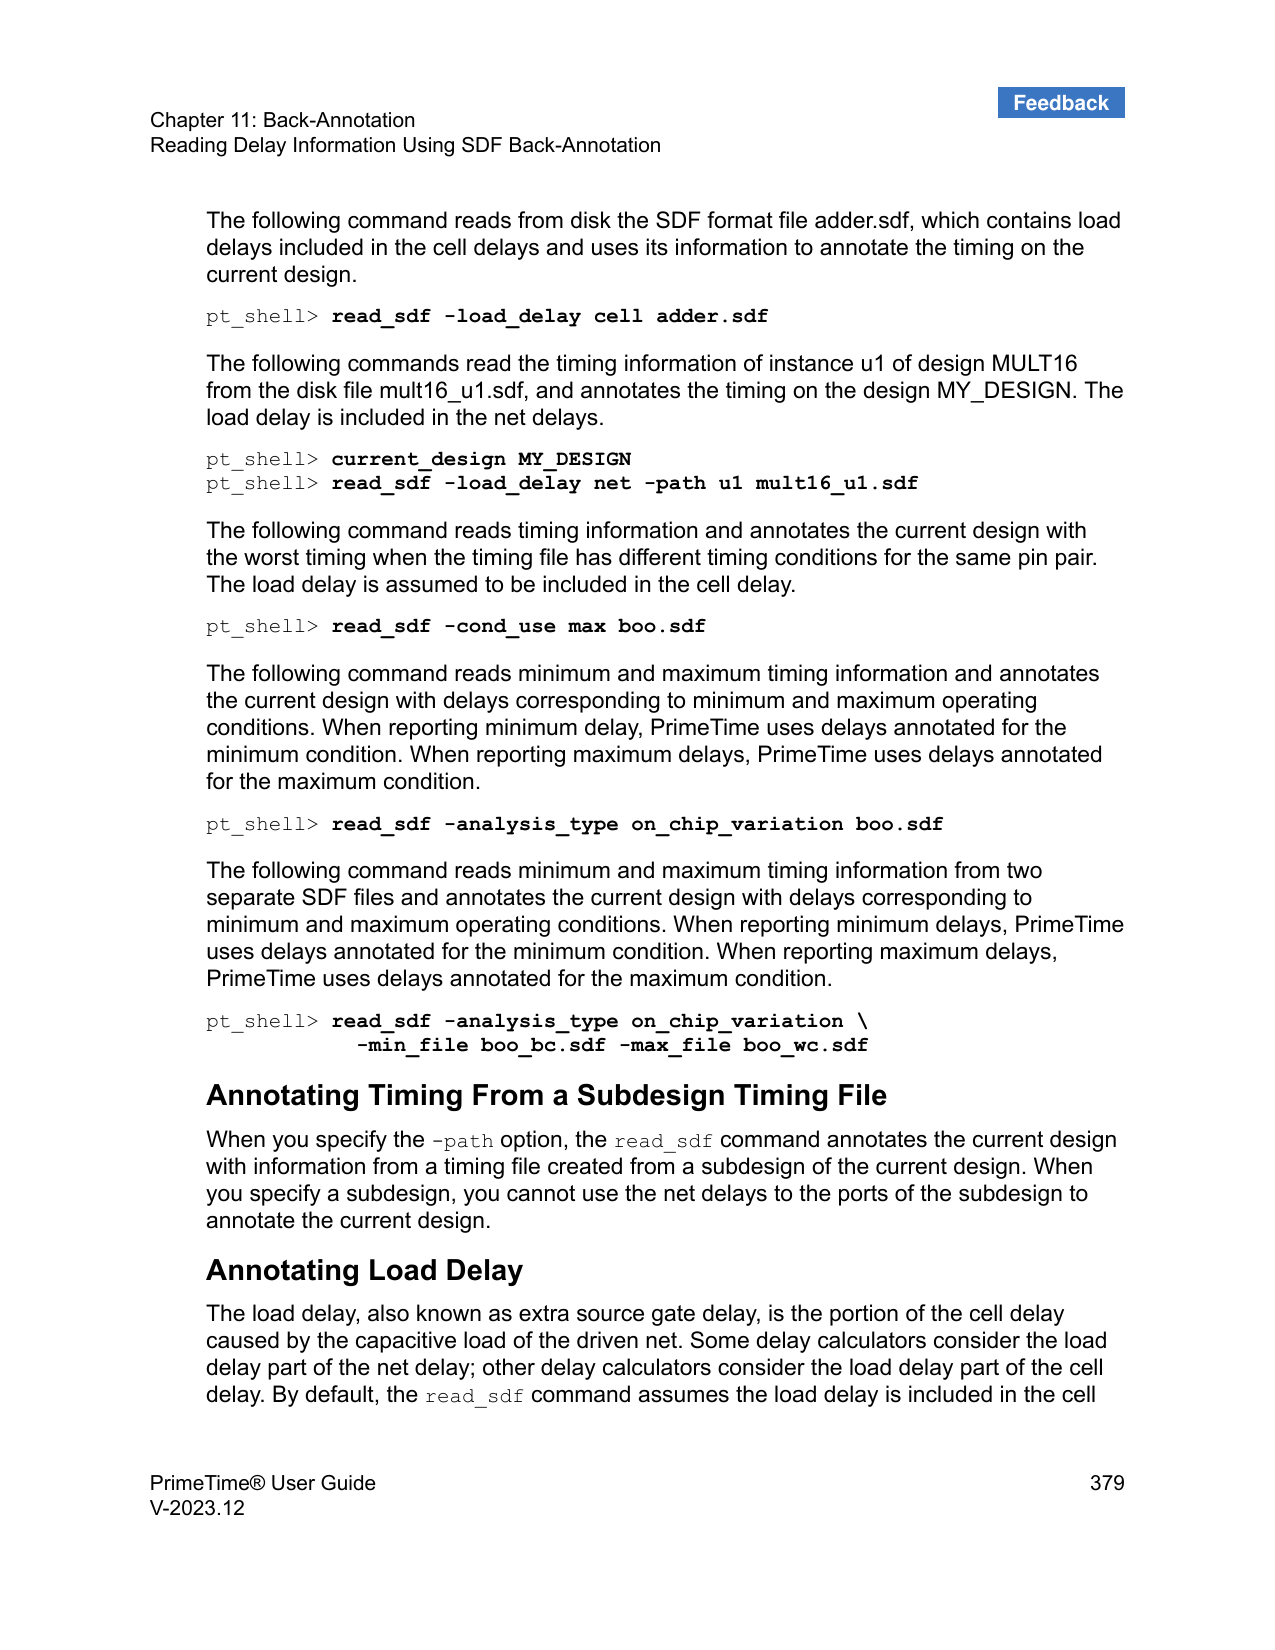 Feedback
Chapter 11: Back-Annotation
Reading Delay Information Using SDF Back-Annotation
The following command reads from disk the SDF format file adder.sdf, which contains load
delays included in the cell delays and uses its information to annotate the timing on the
current design.
pt_shell> read_sdf -load_delay cell adder.sdf
The following commands read the timing information of instance u1 of design MULT16
from the disk file mult16_u1.sdf, and annotates the timing on the design MY_DESIGN. The
load delay is included in the net delays.
pt_shell> current_design MY_DESIGN
pt_shell> read_sdf -load_delay net -path u1 mult16_u1.sdf
The following command reads timing information and annotates the current design with
the worst timing when the timing file has different timing conditions for the same pin pair.
The load delay is assumed to be included in the cell delay.
pt_shell> read_sdf -cond_use max boo.sdf
The following command reads minimum and maximum timing information and annotates
the current design with delays corresponding to minimum and maximum operating
conditions. When reporting minimum delay, PrimeTime uses delays annotated for the
minimum condition. When reporting maximum delays, PrimeTime uses delays annotated
for the maximum condition.
pt_shell> read_sdf -analysis_type on_chip_variation boo.sdf
The following command reads minimum and maximum timing information from two
separate SDF files and annotates the current design with delays corresponding to
minimum and maximum operating conditions. When reporting minimum delays, PrimeTime
uses delays annotated for the minimum condition. When reporting maximum delays,
PrimeTime uses delays annotated for the maximum condition.
pt_shell> read_sdf -analysis_type on_chip_variation \
-min_file boo_bc.sdf -max_file boo_wc.sdf
Annotating Timing From a Subdesign Timing File
When you specify the -path option, the read_sdf command annotates the current design
with information from a timing file created from a subdesign of the current design. When
you specify a subdesign, you cannot use the net delays to the ports of the subdesign to
annotate the current design.
Annotating Load Delay
The load delay, also known as extra source gate delay, is the portion of the cell delay
caused by the capacitive load of the driven net. Some delay calculators consider the load
delay part of the net delay; other delay calculators consider the load delay part of the cell
delay. By default, the read_sdf command assumes the load delay is included in the cell
PrimeTime® User Guide
379
V-2023.12